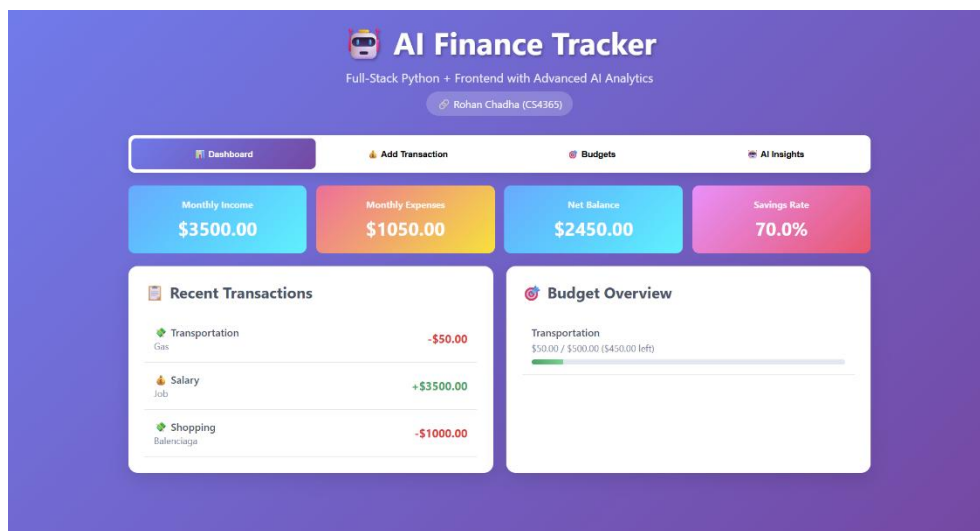 AI Finance Tracker
Full-Stack Python + Frontend with Advanced AI Analytics
Rohan Chadha (CS4365)
Dashboard
Add Transaction
Budgets
AI Insights
Monthly Income
$3500.00
Monthly Expenses
$1050.00
Net Balance
$2450.00
Savings Rate
70.0%
Recent Transactions
Transportation
Gas
-$50.00
Salary
Job
+$3500.00
Shopping
Balenciaga
-$1000.00
Budget Overview
Transportation
$50.00 / $500.00 ($450.00 left)